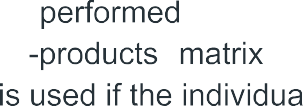 performed
-products matrix
is used if the individua